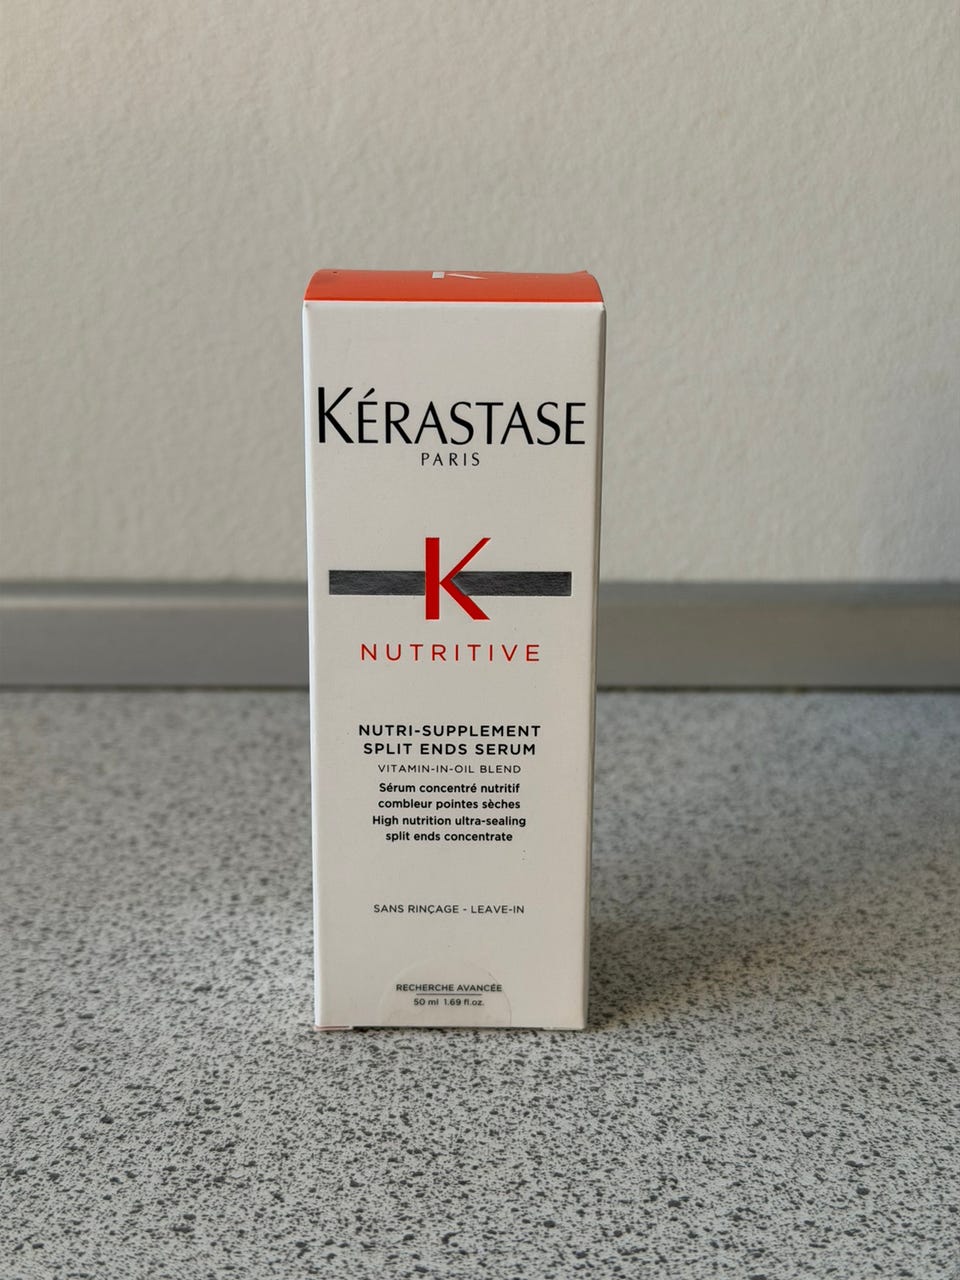 KÉRASTASE
PARIS
K
NUTRITIVE
NUTRI-SUPPLEMENT
SPLIT ENDS SERUM
VITAMIN-IN-OIL BLEND
Sérum concentré nutritif
combleur pointes sèches
High nutrition ultra-sealing
split ends concentrate
SANS RINÇAGE - LEAVE-IN
RECHERCHE AVANCÉE
50 ml 1.69 fl.oz.